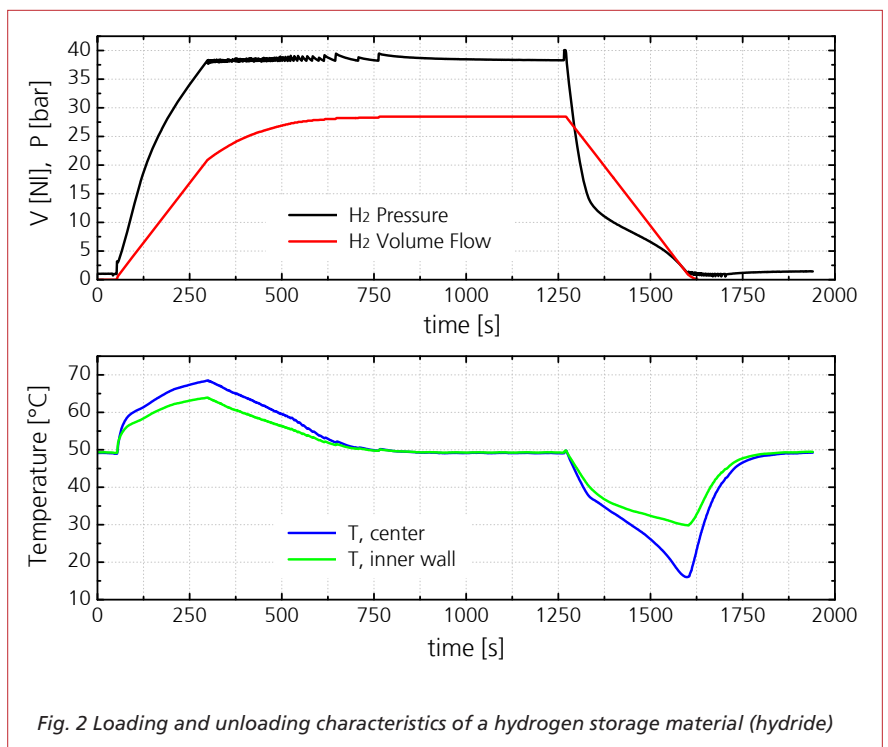 40
35
30
25
20
15
10
5
0
V [Nl], P [bar]
H2 Pressure
H2 Volume Flow
0 250 500 750 1000 1250 1500 1750 2000
time [s]
70
60
50
40
30
20
10
Temperature [°C]
T, center
T, inner wall
0 250 500 750 1000 1250 1500 1750 2000
time [s]
Fig. 2 Loading and unloading characteristics of a hydrogen storage material (hydride)